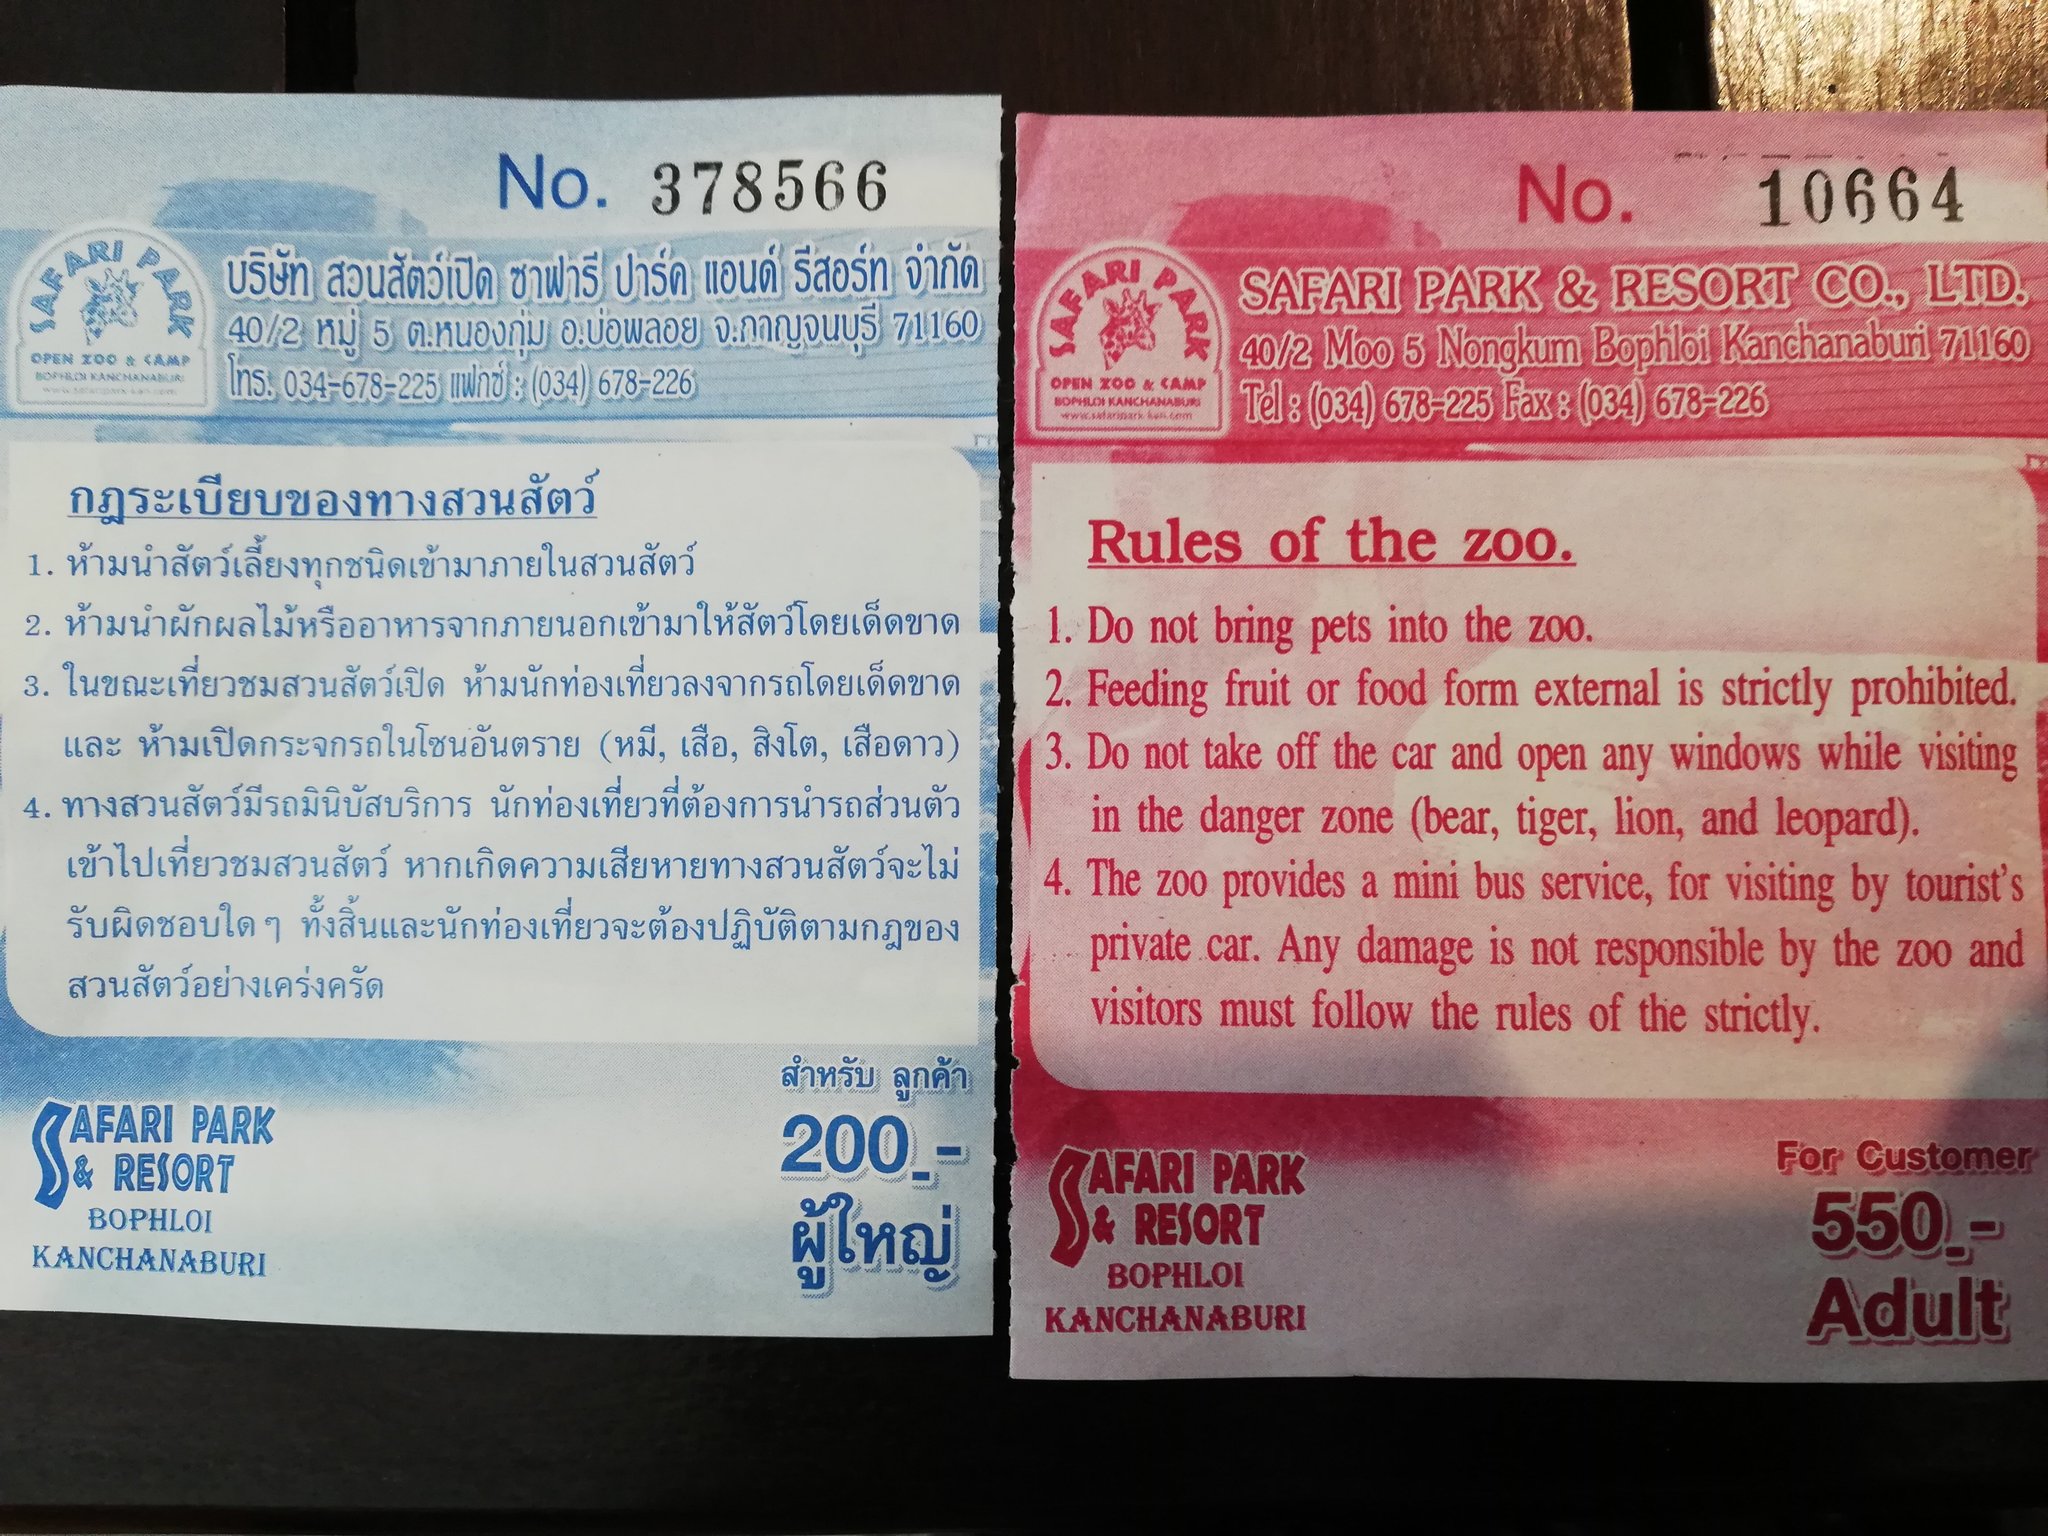 No. 378566
SAFARI PARK
OPEN ZOO & CAMP
BOPHLOI KANCHANABURI
บริษัท สวนสัตว์เปิด ซาฟารี ปาร์ค แอนด์ รีสอร์ท จำกัด
40/2 หมู่ 5 ต.หนองกุ่ม อ.บ่อพลอย จ.กาญจนบุรี 71160
โทร. 034-678-225 แฟกซ์ : (034) 678-226
กฎระเบียบของทางสวนสัตว์
1. ห้ามนำสัตว์เลี้ยงทุกชนิดเข้ามาภายในสวนสัตว์
2. ห้ามนำผักผลไม้หรืออาหารจากภายนอกเข้ามาให้สัตว์โดยเด็ดขาด
3. ในขณะเที่ยวชมสวนสัตว์เปิด ห้ามนักท่องเที่ยวลงจากรถโดยเด็ดขาด
และ ห้ามเปิดกระจกรถในโซนอันตราย (หมี, เสือ, สิงโต, เสือดาว)
4. ทางสวนสัตว์มีรถมินิบัสบริการ นักท่องเที่ยวที่ต้องการนำรถส่วนตัว
เข้าไปเที่ยวชมสวนสัตว์ หากเกิดความเสียหายทางสวนสัตว์จะไม่
รับผิดชอบใด ๆ ทั้งสิ้นและนักท่องเที่ยวจะต้องปฏิบัติตามกฎของ
สวนสัตว์อย่างเคร่งครัด
SAFARI PARK
& RESORT
BOPHLOI
KANCHANABURI
สำหรับ ลูกค้า
200.-
ผู้ใหญ่
No. 10664
SAFARI PARK
OPEN ZOO & CAMP
BOPHLOI KANCHANABURI
www.safaripark-kan.com
SAFARI PARK & RESORT CO., LTD.
40/2 Moo 5 Nongkum Bophloi Kanchanaburi 71160
Tel : (034) 678-225 Fax : (034) 678-226
Rules of the zoo.
1. Do not bring pets into the zoo.
2. Feeding fruit or food form external is strictly prohibited.
3. Do not take off the car and open any windows while visiting
in the danger zone (bear, tiger, lion, and leopard).
4. The zoo provides a mini bus service, for visiting by tourist's
private car. Any damage is not responsible by the zoo and
visitors must follow the rules of the strictly.
SAFARI PARK
& RESORT
BOPHLOI
KANCHANABURI
For Customer
550.-
Adult